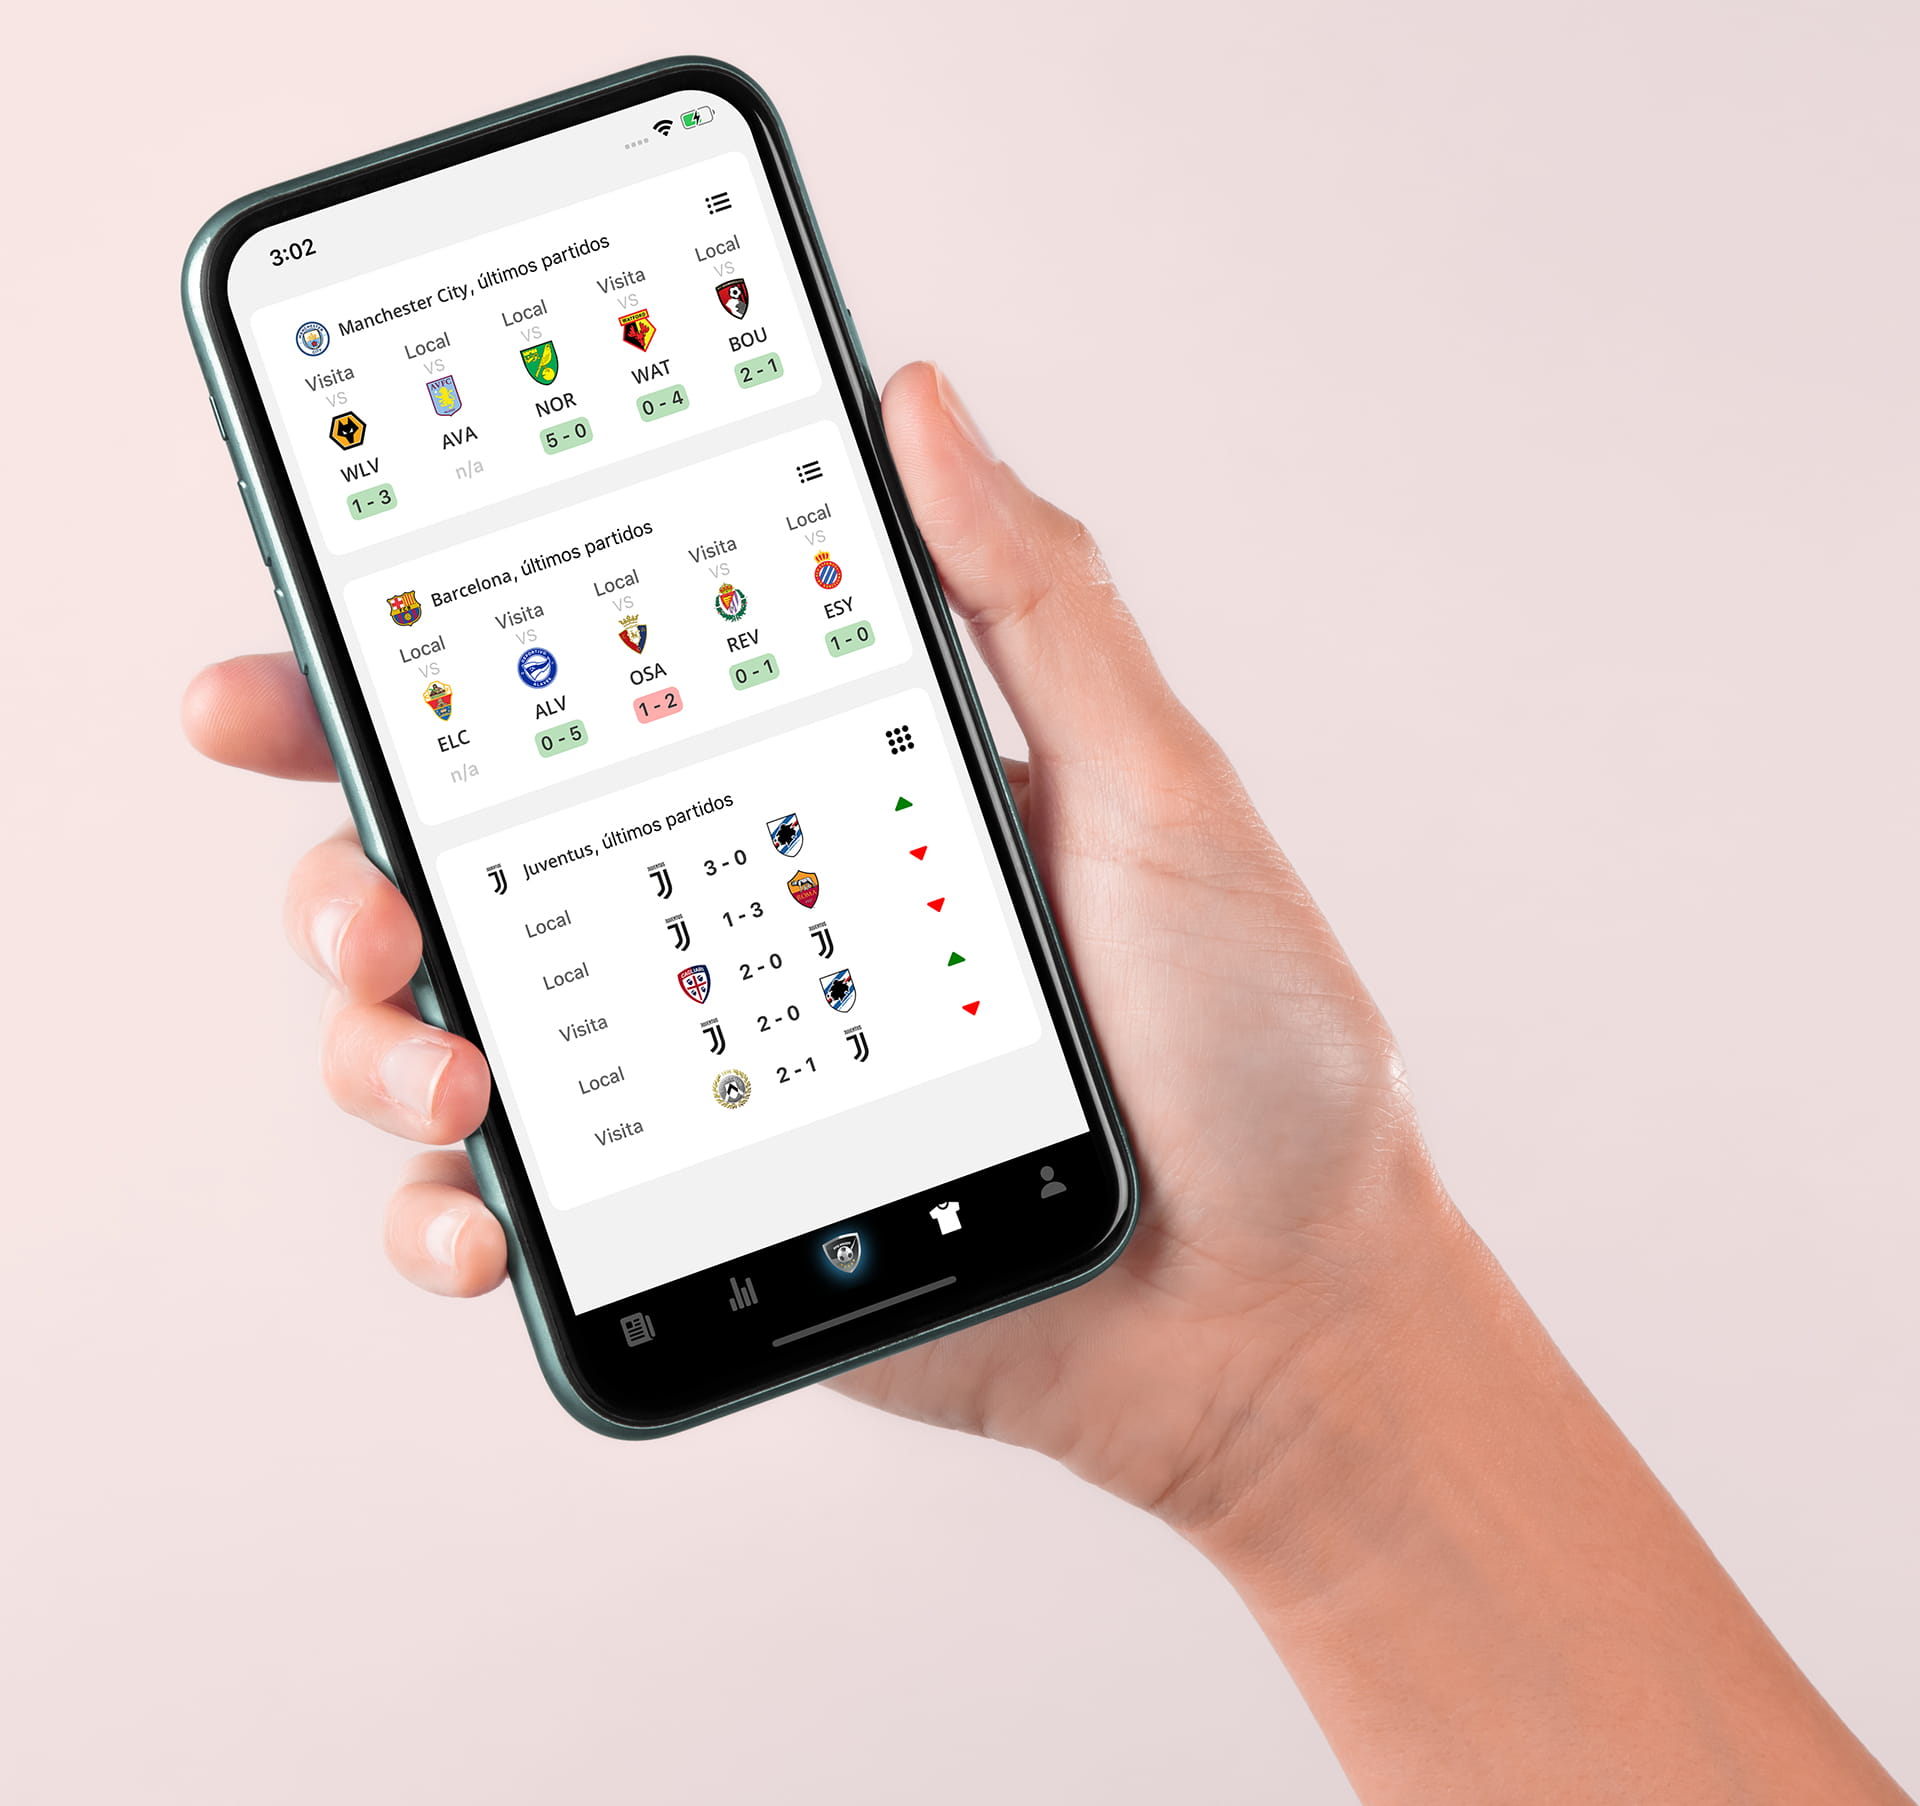 3:02
Manchester City, últimos partidos
Visita Local Local Visita Local
VS VS VS VS VS
WLV AVA NOR WAT BOU
1 - 3 n/a 5 - 0 0 - 4 2 - 1
Barcelona, últimos partidos
Local Visita Local Visita Local
VS VS VS VS VS
ELC ALV OSA REV ESY
n/a 0 - 5 1 - 2 0 - 1 1 - 0
Juventus, últimos partidos
Local 3 - 0
Local 1 - 3
Visita 2 - 0
Local 2 - 0
Visita 2 - 1